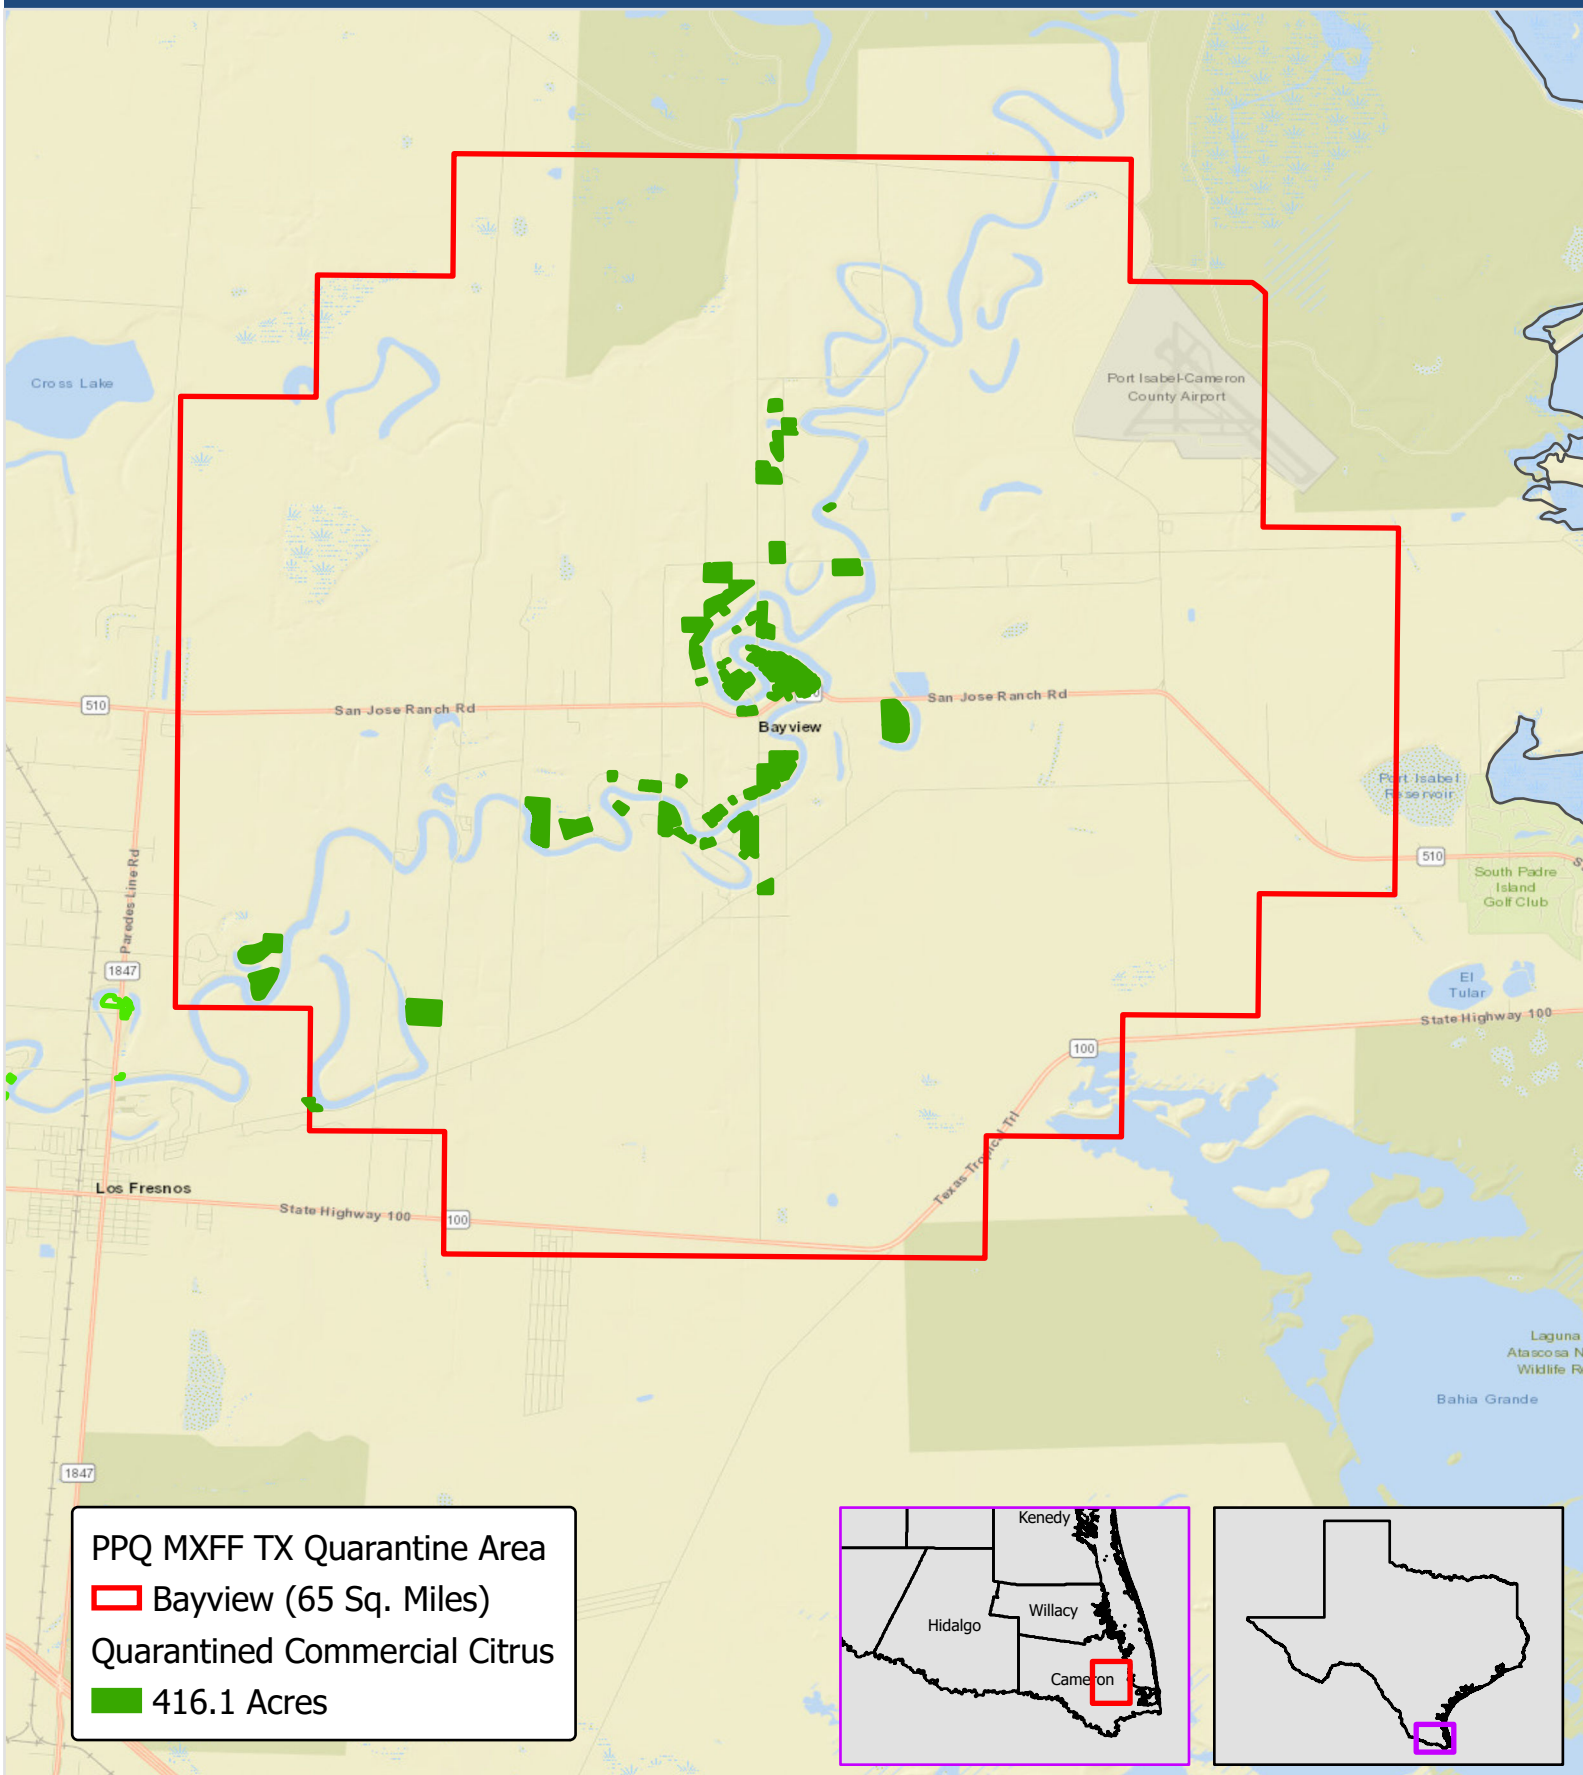 Cross Lake
Port Isabel-Cameron
County Airport
510
San Jose Ranch Rd
San Jose Ranch Rd
Bayview
Port Isabel
Reservoir
Paredes Line Rd
510
South Padre
Island
Golf Club
1847
El
Tular
State Highway 100
100
Texas Tropical Trl
Los Fresnos
State Highway 100
100
Laguna
Atascosa N
Wildlife R
Bahia Grande
1847
PPQ MXFF TX Quarantine Area
Bayview (65 Sq. Miles)
Quarantined Commercial Citrus
416.1 Acres
Kenedy
Willacy
Hidalgo
Cameron